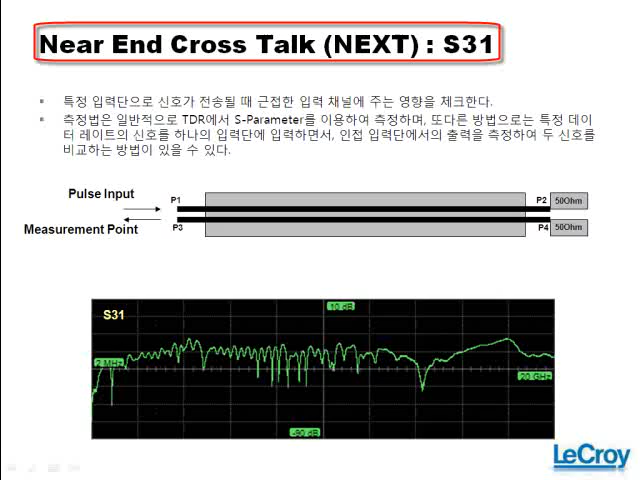 Near End Cross Talk (NEXT) : S31
특정 입력단으로 신호가 전송될 때 근접한 입력 채널에 주는 영향을 체크한다.
측정법은 일반적으로 TDR에서 S-Parameter를 이용하여 측정하며, 또다른 방법으로는 특정 데이
터 레이트의 신호를 하나의 입력단에 입력하면서, 인접 입력단에서의 출력을 측정하여 두 신호를
비교하는 방법이 있을 수 있다.
Pulse Input
P1
P2
50Ohm
Measurement Point
P3
P4
50Ohm
S31
10 dB
2 MHz
20 GHz
-90 dB
LeCroy